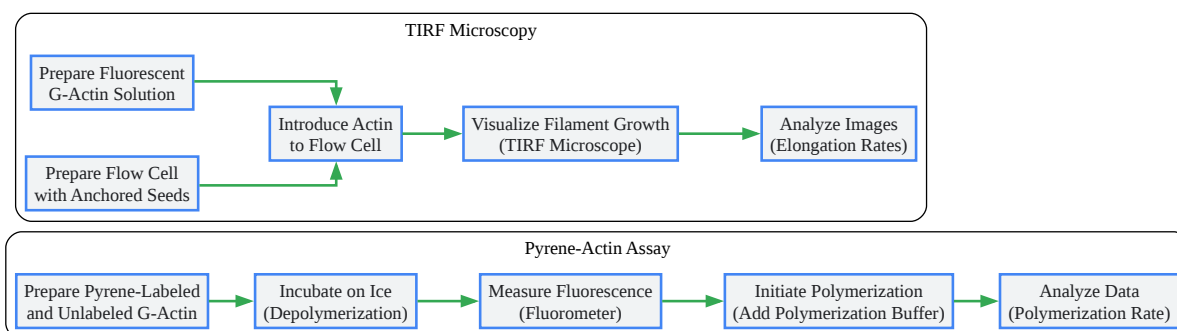 TIRF Microscopy
Prepare Fluorescent
G-Actin Solution
Prepare Flow Cell
with Anchored Seeds
Introduce Actin
to Flow Cell
Visualize Filament Growth
(TIRF Microscope)
Analyze Images
(Elongation Rates)
Pyrene-Actin Assay
Prepare Pyrene-Labeled
and Unlabeled G-Actin
Incubate on Ice
(Depolymerization)
Measure Fluorescence
(Fluorometer)
Initiate Polymerization
(Add Polymerization Buffer)
Analyze Data
(Polymerization Rate)